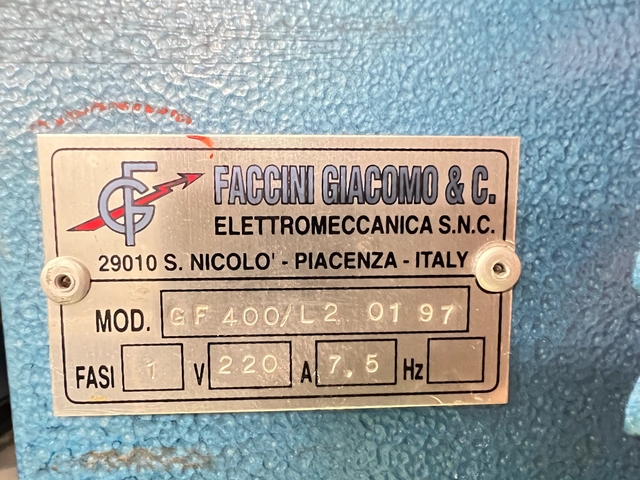 GF
FACCINI GIACOMO & C.
ELETTROMECCANICA S.N.C.
29010 S. NICOLO' - PIACENZA - ITALY
MOD. GF 400/L2 01 97
FASI 1 V 220 A 7,5 Hz